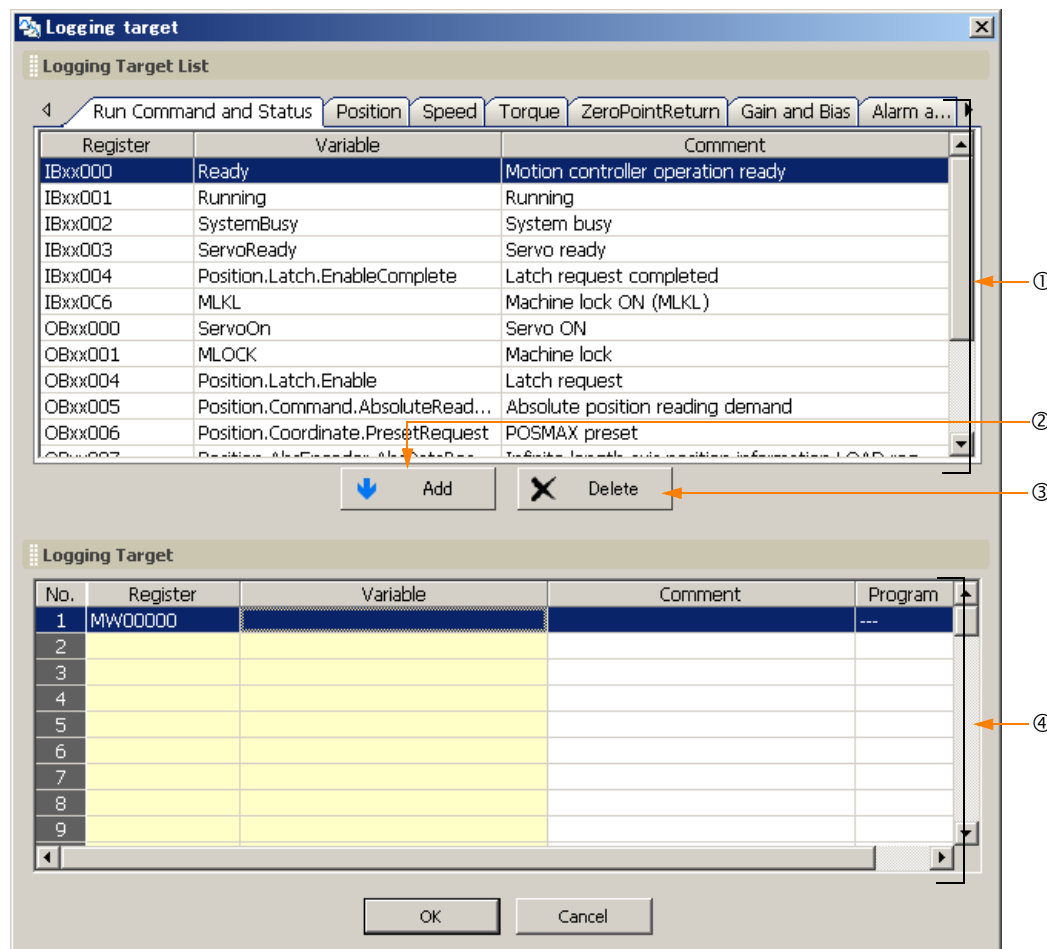 Logging target
Logging Target List
Run Command and Status Position Speed Torque ZeroPointReturn Gain and Bias Alarm a...
Register Variable Comment
IBxx000 Ready Motion controller operation ready
IBxx001 Running Running
IBxx002 SystemBusy System busy
IBxx003 ServoReady Servo ready
IBxx004 Position.Latch.EnableComplete Latch request completed
IBxx0C6 MLKL Machine lock ON (MLKL)
OBxx000 ServoOn Servo ON
OBxx001 MLOCK Machine lock
OBxx004 Position.Latch.Enable Latch request
OBxx005 Position.Command.AbsoluteRead... Absolute position reading demand
OBxx006 Position.Coordinate.PresetRequest POSMAX preset
①
②
Add Delete
③
Logging Target
No. Register Variable Comment Program
1 MW00000 ---
2
3
4
5
④
6
7
8
9
OK Cancel